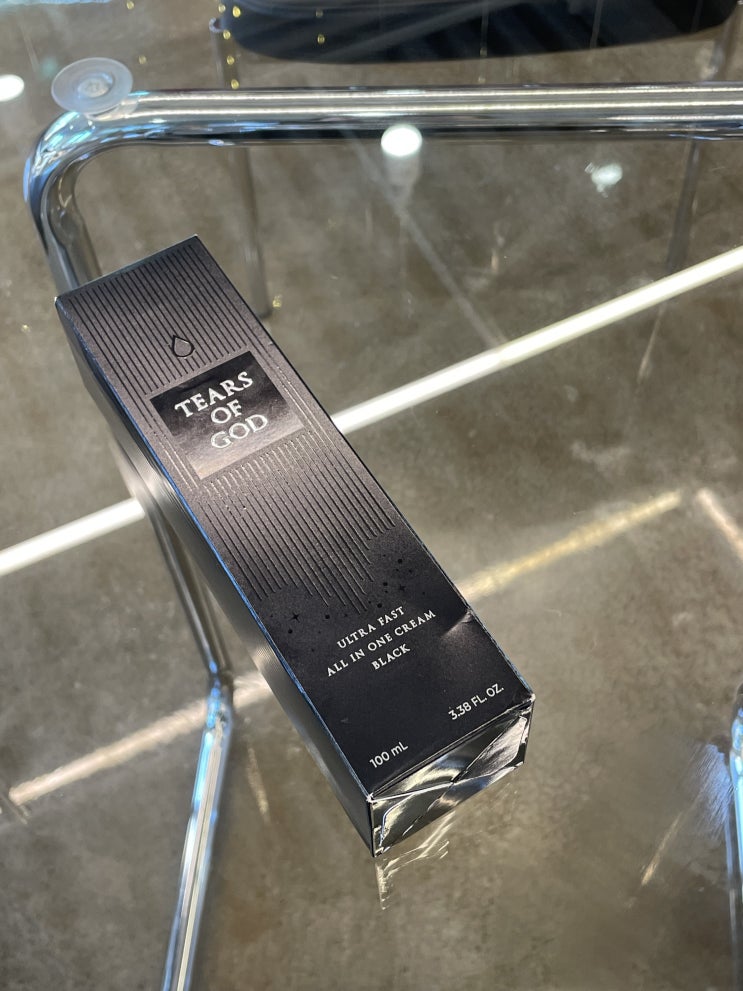 TEARS
OF
GOD
ULTRA FAST
ALL IN ONE CREAM
BLACK
100 mL
3.38 FL. OZ.